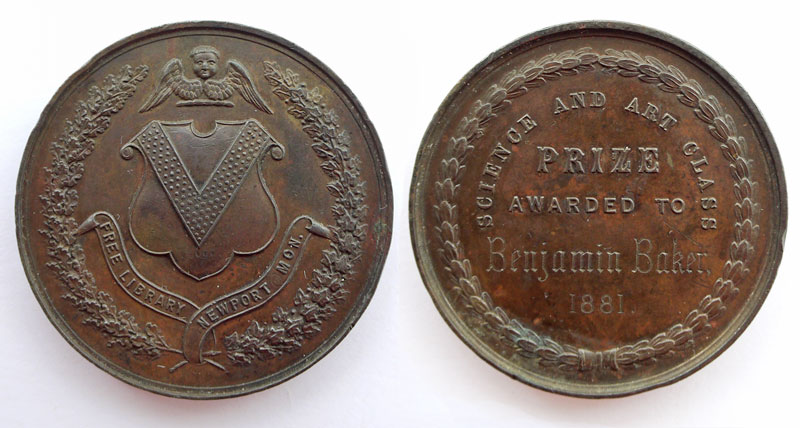 FREE LIBRARY NEWPORT MON.
SCIENCE AND ART CLASS
PRIZE
AWARDED TO
Benjamin Baker,
1881.